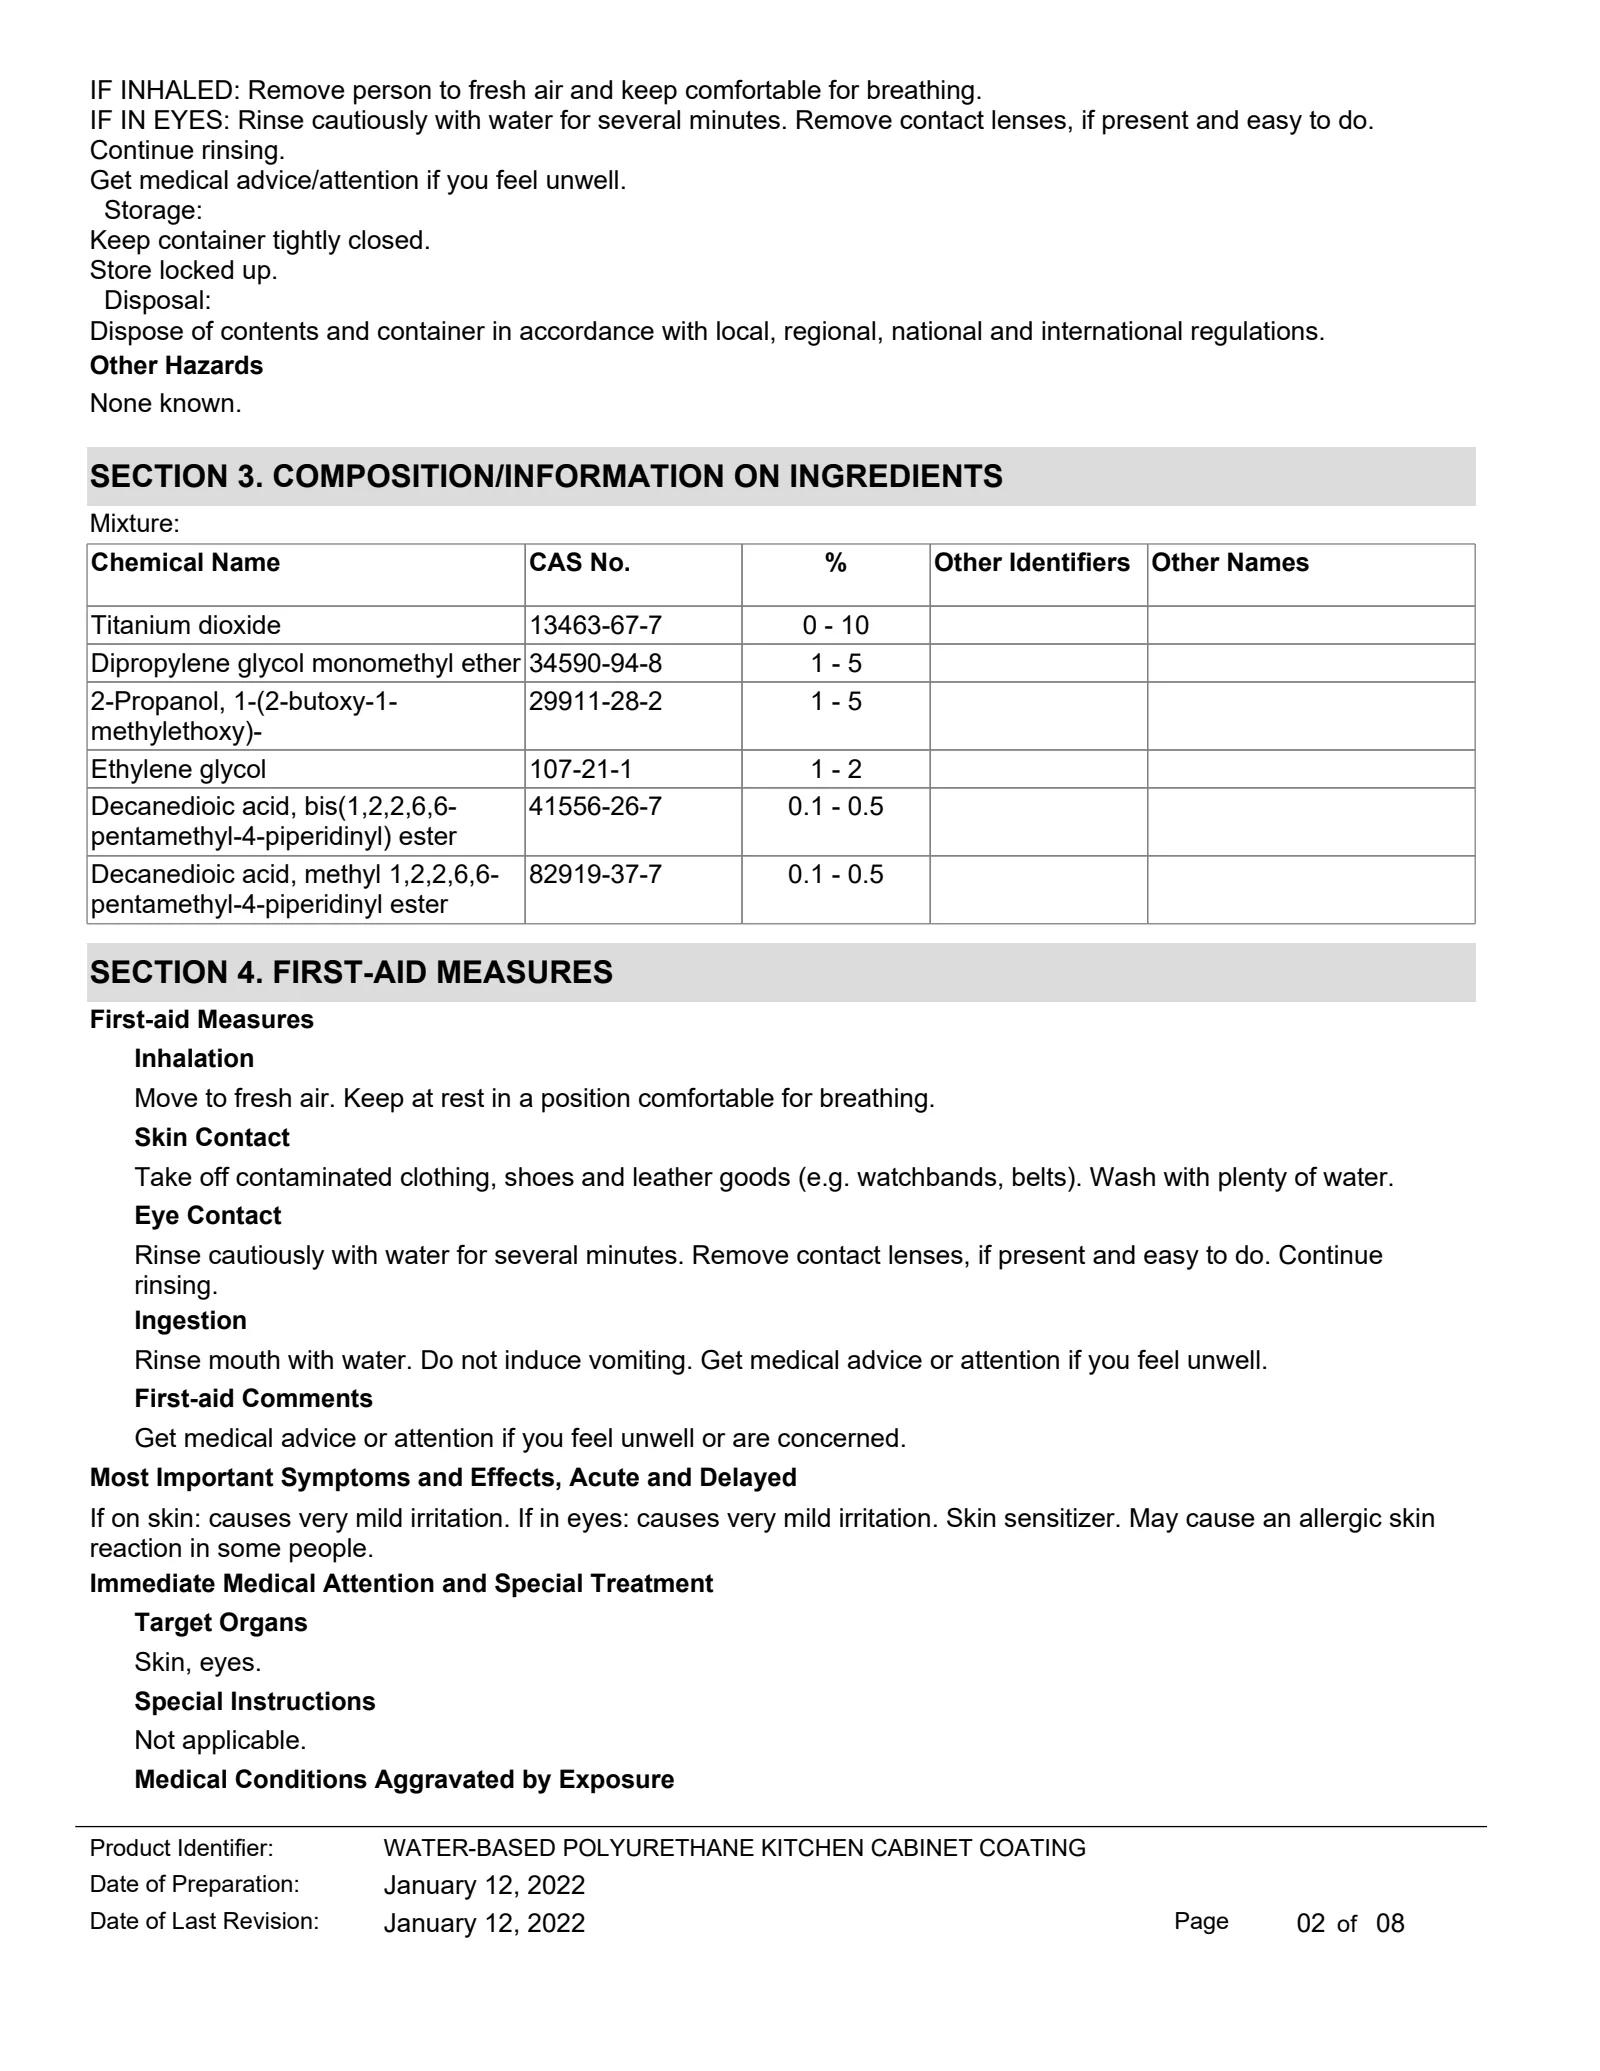 IF INHALED: Remove person to fresh air and keep comfortable for breathing.
IF IN EYES: Rinse cautiously with water for several minutes. Remove contact lenses, if present and easy to do.
Continue rinsing.
Get medical advice/attention if you feel unwell.
Storage:
Keep container tightly closed.
Store locked up.
Disposal:
Dispose of contents and container in accordance with local, regional, national and international regulations.
Other Hazards
None known.
SECTION 3. COMPOSITION/INFORMATION ON INGREDIENTS
Mixture:
Chemical Name CAS No. % Other Identifiers Other Names
Titanium dioxide 13463-67-7 0 - 10
Dipropylene glycol monomethyl ether 34590-94-8 1 - 5
2-Propanol, 1-(2-butoxy-1- 29911-28-2 1 - 5
methylethoxy)-
Ethylene glycol 107-21-1 1 - 2
Decanedioic acid, bis(1,2,2,6,6- 41556-26-7 0.1 - 0.5
pentamethyl-4-piperidinyl) ester
Decanedioic acid, methyl 1,2,2,6,6- 82919-37-7 0.1 - 0.5
pentamethyl-4-piperidinyl ester
SECTION 4. FIRST-AID MEASURES
First-aid Measures
Inhalation
Move to fresh air. Keep at rest in a position comfortable for breathing.
Skin Contact
Take off contaminated clothing, shoes and leather goods (e.g. watchbands, belts). Wash with plenty of water.
Eye Contact
Rinse cautiously with water for several minutes. Remove contact lenses, if present and easy to do. Continue
rinsing.
Ingestion
Rinse mouth with water. Do not induce vomiting. Get medical advice or attention if you feel unwell.
First-aid Comments
Get medical advice or attention if you feel unwell or are concerned.
Most Important Symptoms and Effects, Acute and Delayed
If on skin: causes very mild irritation. If in eyes: causes very mild irritation. Skin sensitizer. May cause an allergic skin
reaction in some people.
Immediate Medical Attention and Special Treatment
Target Organs
Skin, eyes.
Special Instructions
Not applicable.
Medical Conditions Aggravated by Exposure
Product Identifier: WATER-BASED POLYURETHANE KITCHEN CABINET COATING
Date of Preparation: January 12, 2022
Date of Last Revision: January 12, 2022 Page 02 of 08